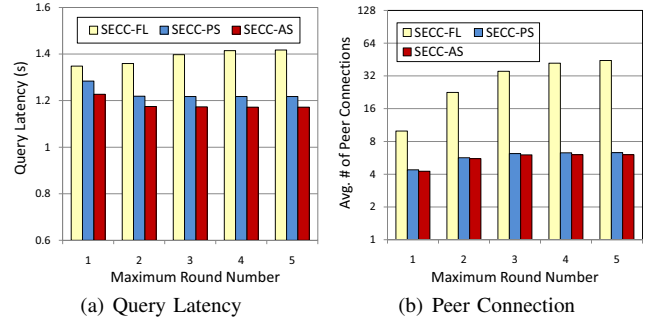 SECC-FL SECC-PS SECC-AS
Query Latency (s)
1.6
1.4
1.2
1
0.8
0.6
1 2 3 4 5
Maximum Round Number
(a) Query Latency
SECC-FL SECC-PS
SECC-AS
Avg. # of Peer Connections
128
64
32
16
8
4
2
1
1 2 3 4 5
Maximum Round Number
(b) Peer Connection